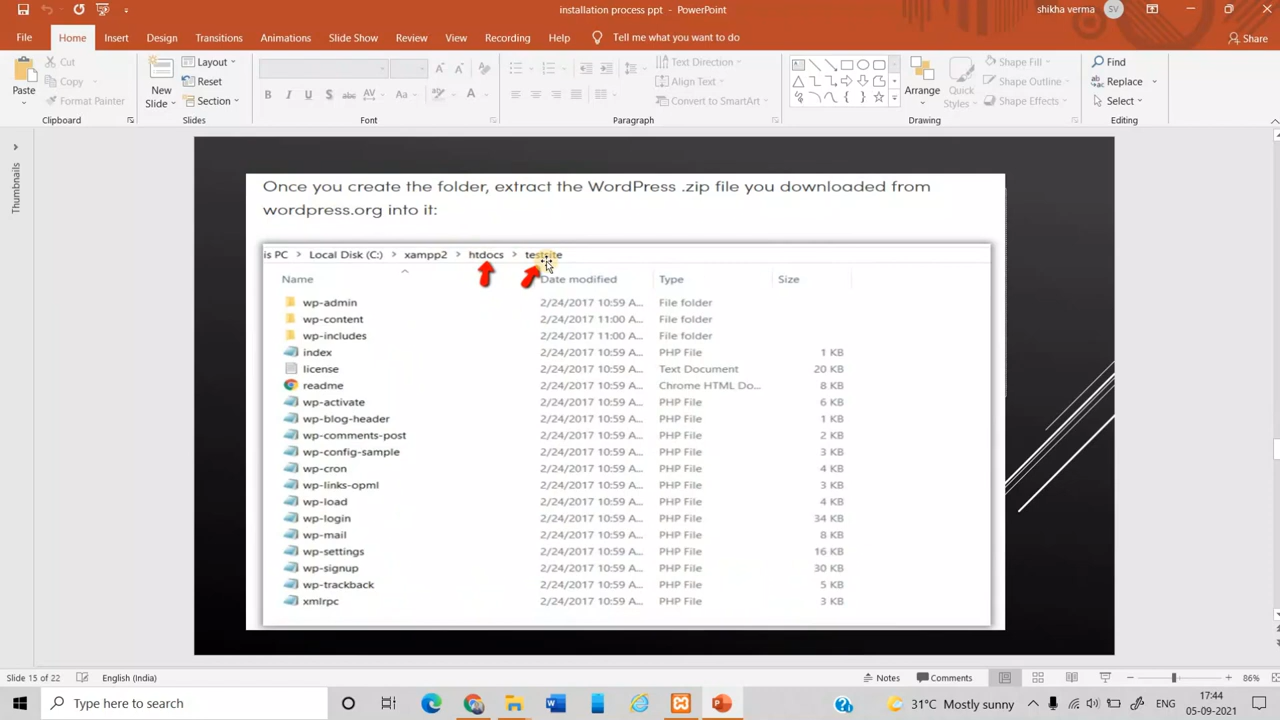 installation process ppt - PowerPoint
shikha verma
SV
File
Home
Insert
Design
Transitions
Animations
Slide Show
Review
View
Recording
Help
Tell me what you want to do
Share
Paste
Cut
Copy
Format Painter
Clipboard
New
Slide
Layout
Reset
Section
Slides
Font
Text Direction
Align Text
Convert to SmartArt
Paragraph
Arrange
Quick
Styles
Shape Fill
Shape Outline
Shape Effects
Drawing
Find
Replace
Select
Editing
Thumbnails
Once you create the folder, extract the WordPress .zip file you downloaded from
wordpress.org into it:
is PC > Local Disk (C:) > xampp2 > htdocs > testsite
Name Date modified Type Size
wp-admin 2/24/2017 10:59 A... File folder
wp-content 2/24/2017 11:00 A... File folder
wp-includes 2/24/2017 11:00 A... File folder
index 2/24/2017 10:59 A... PHP File 1 KB
license 2/24/2017 10:59 A... Text Document 20 KB
readme 2/24/2017 10:59 A... Chrome HTML Do... 8 KB
wp-activate 2/24/2017 10:59 A... PHP File 6 KB
wp-blog-header 2/24/2017 10:59 A... PHP File 1 KB
wp-comments-post 2/24/2017 10:59 A... PHP File 2 KB
wp-config-sample 2/24/2017 10:59 A... PHP File 3 KB
wp-cron 2/24/2017 10:59 A... PHP File 4 KB
wp-links-opml 2/24/2017 10:59 A... PHP File 3 KB
wp-load 2/24/2017 10:59 A... PHP File 4 KB
wp-login 2/24/2017 10:59 A... PHP File 34 KB
wp-mail 2/24/2017 10:59 A... PHP File 8 KB
wp-settings 2/24/2017 10:59 A... PHP File 16 KB
wp-signup 2/24/2017 10:59 A... PHP File 30 KB
wp-trackback 2/24/2017 10:59 A... PHP File 5 KB
xmlrpc 2/24/2017 10:59 A... PHP File 3 KB
Slide 15 of 22
English (India)
Notes
Comments
86%
Type here to search
31°C Mostly sunny
ENG
17:44
05-09-2021